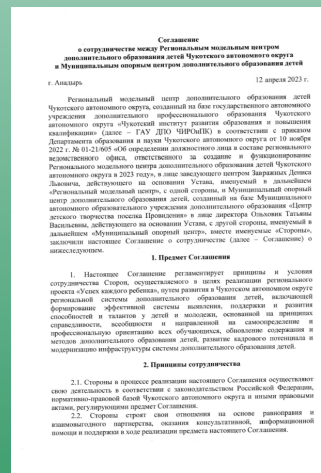 Соглашение
о сотрудничестве между Региональным модельным центром
дополнительного образования детей Чукотского автономного округа
и Муниципальным опорным центром дополнительного образования детей
г. Анадырь 12 апреля 2023 г.
Региональный модельный центр дополнительного образования детей
Чукотского автономного округа, созданный на базе государственного автономного
учреждения дополнительного профессионального образования Чукотского
автономного округа «Чукотский институт развития образования и повышения
квалификации» (далее – ГАУ ДПО ЧИРОиПК) в соответствии с приказом
Департамента образования и науки Чукотского автономного округа от 10 ноября
2022 г. № 01-21/605 «Об определении должностного лица в составе регионального
ведомственного офиса, ответственного за создание и функционирование
Регионального модельного центра дополнительного образования детей Чукотского
автономного округа в 2023 году», в лице заведующего центром Завражных Дениса
Львовича, действующего на основании Устава, именуемый в дальнейшем
«Региональный модельный центр», с одной стороны, и Муниципальный опорный
центр дополнительного образования детей, созданный на базе Муниципального
автономного образовательного учреждения дополнительного образования «Центр
детского творчества поселка Провидения» в лице директора Ольховик Татьяны
Васильевны, действующего на основании Устава, с другой стороны, именуемый в
дальнейшем «Муниципальный опорный центр», вместе именуемые «Стороны»,
заключили настоящее Соглашение о сотрудничестве (далее – Соглашение) о
нижеследующем.
1. Предмет Соглашения
1. Настоящее Соглашение регламентирует принципы и условия
сотрудничества Сторон, осуществляемого в целях реализации регионального
проекта «Успех каждого ребенка», путем развития в Чукотском автономном округе
региональной системы дополнительного образования детей, включающей
формирование эффективной системы выявления, поддержки и развития
способностей и талантов у детей и молодежи, основанной на принципах
справедливости, всеобщности и направленной на самоопределение и
профессиональную ориентацию всех обучающихся, обновление содержания и
методов дополнительного образования детей, развитие кадрового потенциала и
модернизацию инфраструктуры системы дополнительного образования детей.
2. Принципы сотрудничества
2.1. Стороны в процессе реализации настоящего Соглашения осуществляют
свою деятельность в соответствии с законодательством Российской Федерации,
нормативно-правовой базой Чукотского автономного округа и иными правовыми
актами, регулирующими предмет Соглашения.
2.2. Стороны строят свои отношения на основе равноправия и
взаимовыгодного партнерства, оказания консультативной, информационной
помощи и поддержки в ходе реализации предмета настоящего Соглашения.